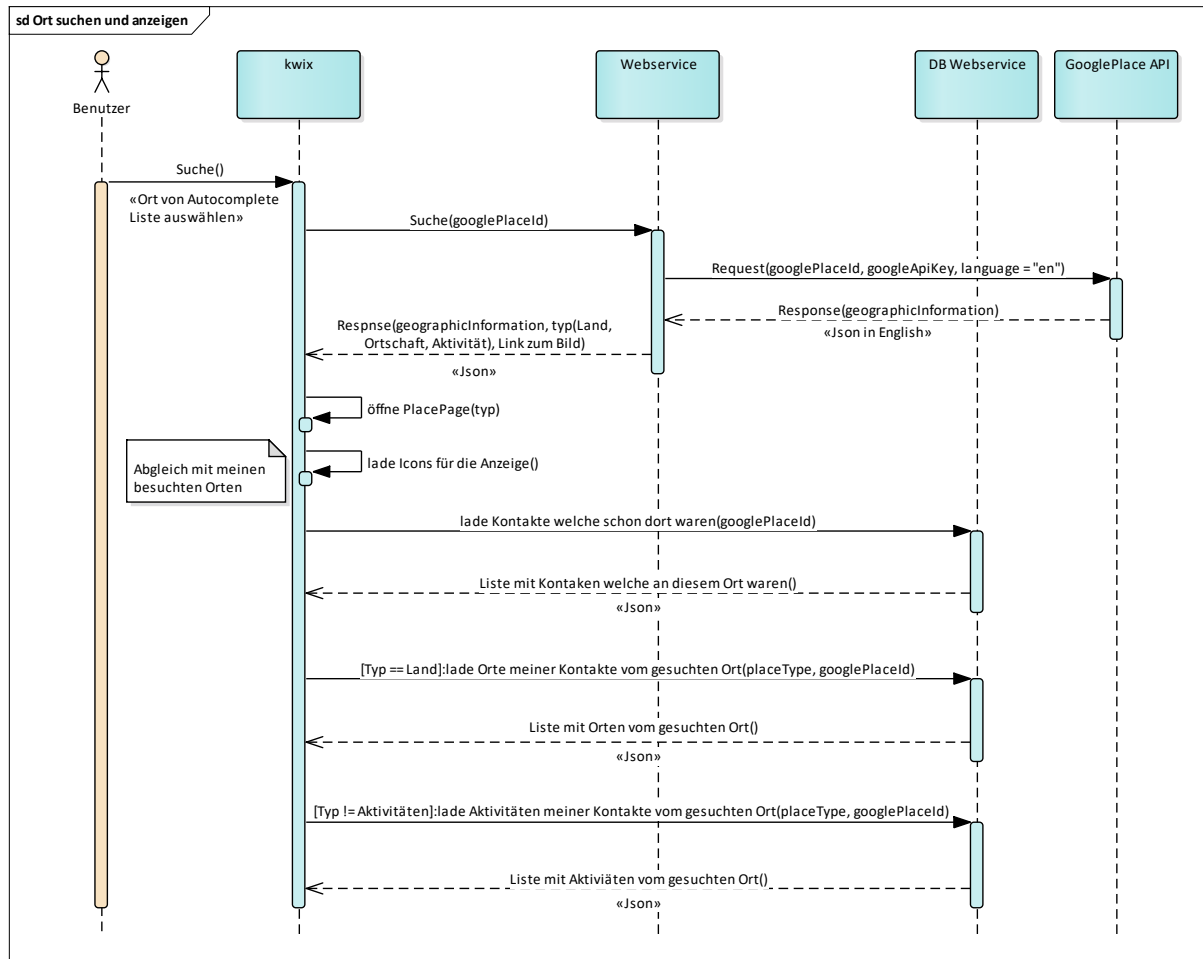 sd Ort suchen und anzeigen
Benutzer
kwix
Webservice
DB Webservice
GooglePlace API
Suche()
«Ort von Autocomplete
Liste auswählen»
Suche(googlePlaceId)
Request(googlePlaceId, googleApiKey, language = "en")
Response(geographicInformation)
«Json in English»
Respnse(geographicInformation, typ(Land,
Ortschaft, Aktivität), Link zum Bild)
«Json»
öffne PlacePage(typ)
lade Icons für die Anzeige()
Abgleich mit meinen
besuchten Orten
lade Kontakte welche schon dort waren(googlePlaceId)
Liste mit Kontaken welche an diesem Ort waren()
«Json»
[Typ == Land]:lade Orte meiner Kontakte vom gesuchten Ort(placeType, googlePlaceId)
Liste mit Orten vom gesuchten Ort()
«Json»
[Typ != Aktivitäten]:lade Aktivitäten meiner Kontakte vom gesuchten Ort(placeType, googlePlaceId)
Liste mit Aktiviäten vom gesuchten Ort()
«Json»